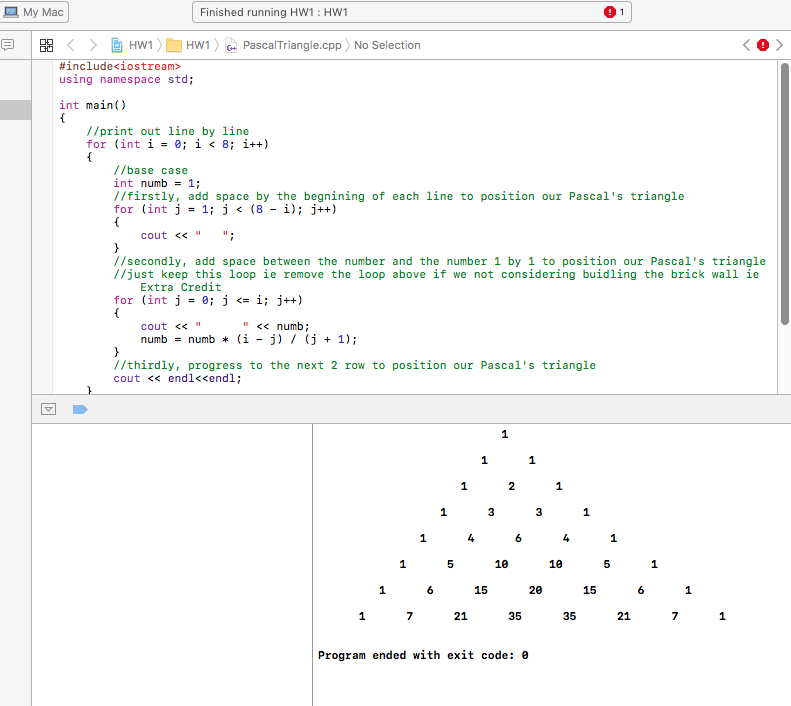 My Mac
Finished running HW1 : HW1
1
HW1 HW1 PascalTriangle.cpp No Selection
#include<iostream>
using namespace std;
int main()
{
//print out line by line
for (int i = 0; i < 8; i++)
{
//base case
int numb = 1;
//firstly, add space by the begnining of each line to position our Pascal's triangle
for (int j = 1; j < (8 - i); j++)
{
cout << "   ";
}
//secondly, add space between the number and the number 1 by 1 to position our Pascal's triangle
//just keep this loop ie remove the loop above if we not considering buidling the brick wall ie
Extra Credit
for (int j = 0; j <= i; j++)
{
cout << "      " << numb;
numb = numb * (i - j) / (j + 1);
}
//thirdly, progress to the next 2 row to position our Pascal's triangle
cout << endl<<endl;
}
1
1 1
1 2 1
1 3 3 1
1 4 6 4 1
1 5 10 10 5 1
1 6 15 20 15 6 1
1 7 21 35 35 21 7 1
Program ended with exit code: 0